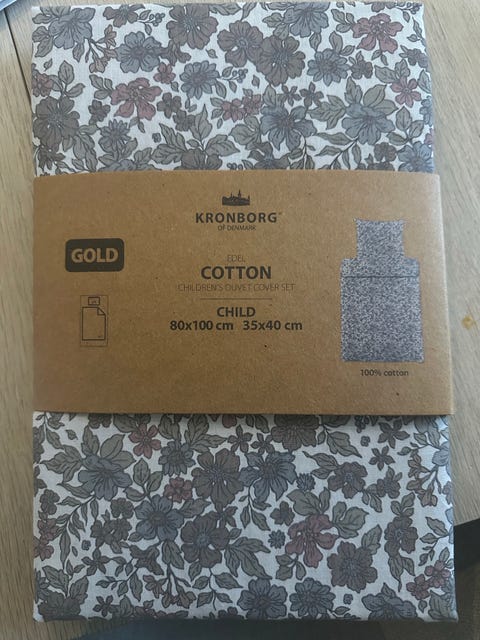 KRONBORG
OF DENMARK
GOLD
EDEL
COTTON
CHILDREN'S DUVET COVER SET
CHILD
80x100 cm 35x40 cm
100% cotton